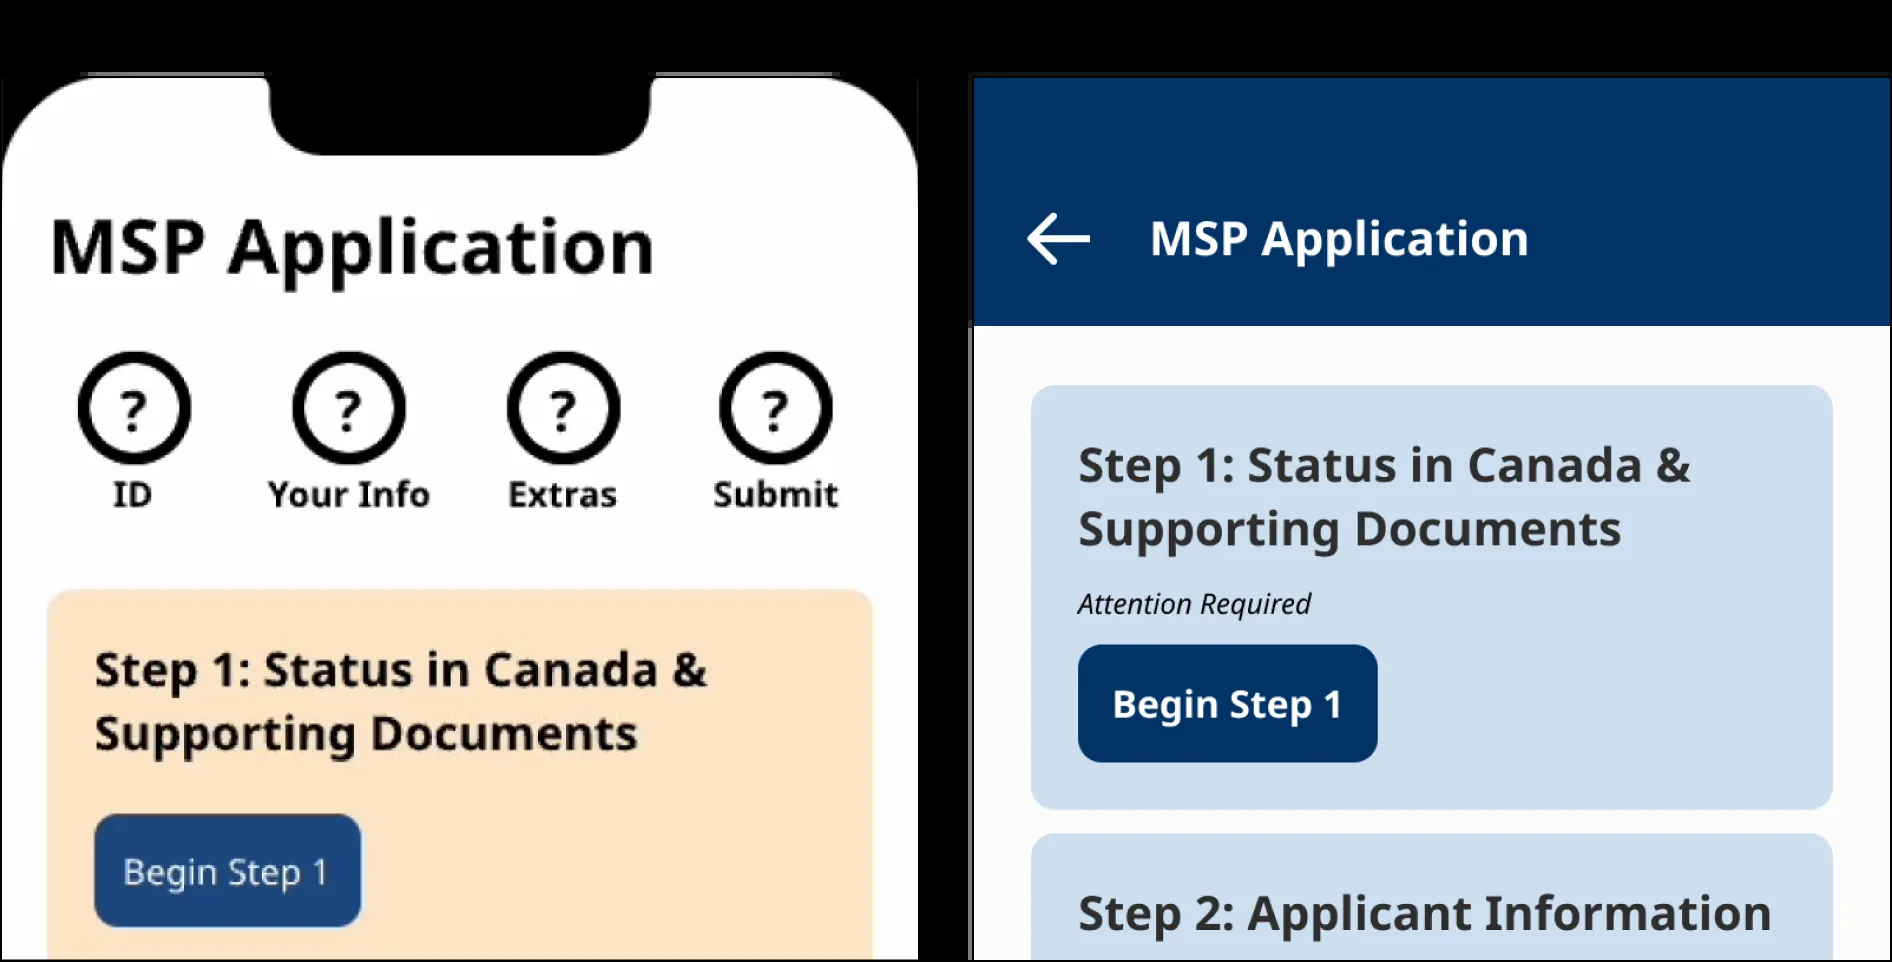 MSP Application
? ? ? ?
ID Your Info Extras Submit
Step 1: Status in Canada &
Supporting Documents
Begin Step 1
MSP Application
Step 1: Status in Canada &
Supporting Documents
Attention Required
Begin Step 1
Step 2: Applicant Information